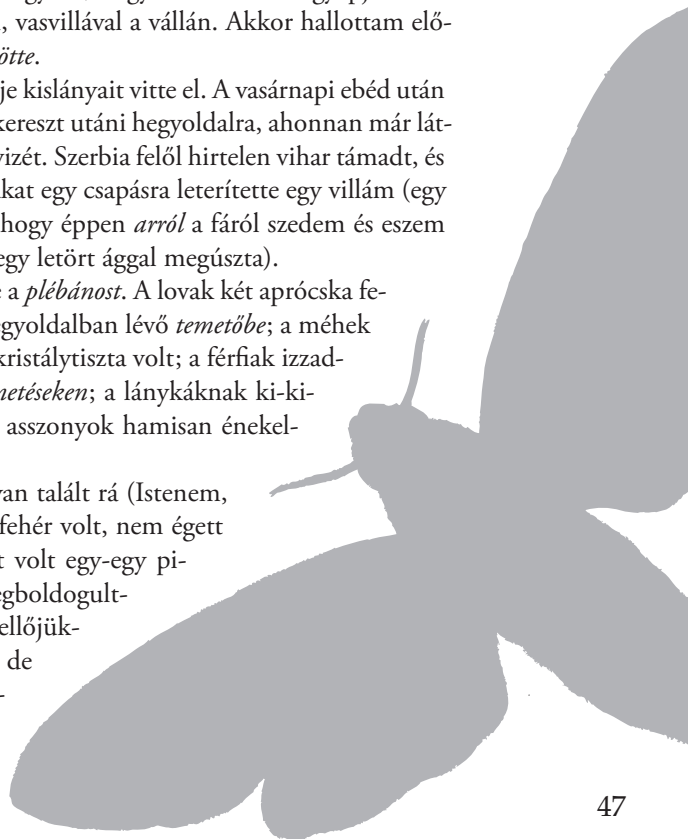 , vasvillával a vállán. Akkor hallottam elő-
ötte.
je kislányait vitte el. A vasárnapi ebéd után
kereszt utáni hegyoldalra, ahonnan már lát-
vizét. Szerbia felől hirtelen vihar támadt, és
kat egy csapásra leterítette egy villám (egy
hogy éppen arról a fáról szedem és eszem
egy letört ággal megúszta).
e a plébánost. A lovak két aprócska fe-
egyoldalban lévő temetőbe; a méhek
kristálytiszta volt; a férfiak izzad-
metéseken; a lánykáknak ki-ki-
asszonyok hamisan énekel-
van talált rá (Istenem,
fehér volt, nem égett
t volt egy-egy pi-
egboldogult-
ellőjük-
de
-
47